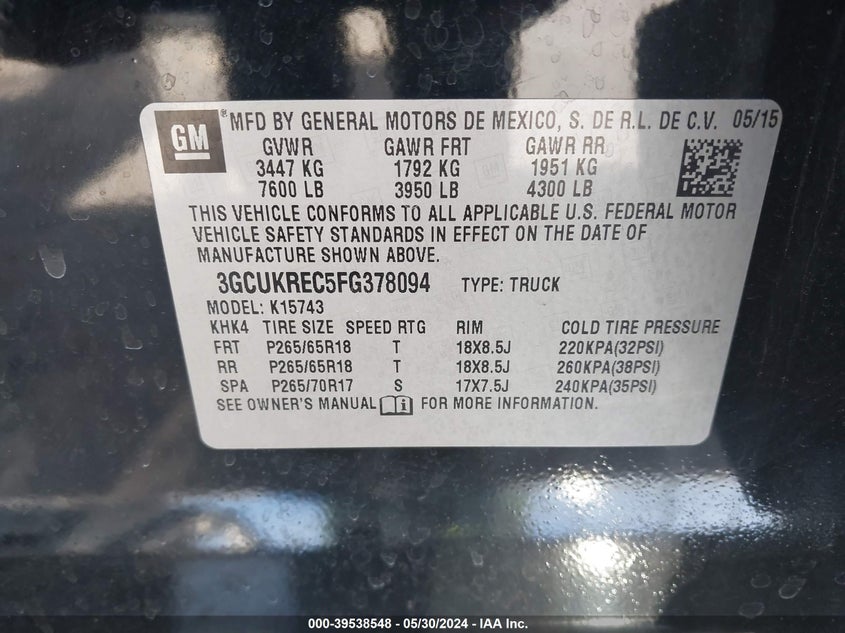 GM ® MFD BY GENERAL MOTORS DE MEXICO, S. DE R.L. DE C.V. 05/15
GVWR GAWR FRT GAWR RR
3447 KG 1792 KG 1951 KG
7600 LB 3950 LB 4300 LB
THIS VEHICLE CONFORMS TO ALL APPLICABLE U.S. FEDERAL MOTOR
VEHICLE SAFETY STANDARDS IN EFFECT ON THE DATE OF
MANUFACTURE SHOWN ABOVE.
3GCUKREC5FG378094 TYPE: TRUCK
MODEL: K15743
KHK4 TIRE SIZE SPEED RTG RIM COLD TIRE PRESSURE
FRT P265/65R18 T 18X8.5J 220KPA(32PSI)
RR P265/65R18 T 18X8.5J 260KPA(38PSI)
SPA P265/70R17 S 17X7.5J 240KPA(35PSI)
SEE OWNER'S MANUAL FOR MORE INFORMATION.
000-39538548 - 05/30/2024 - IAA Inc.